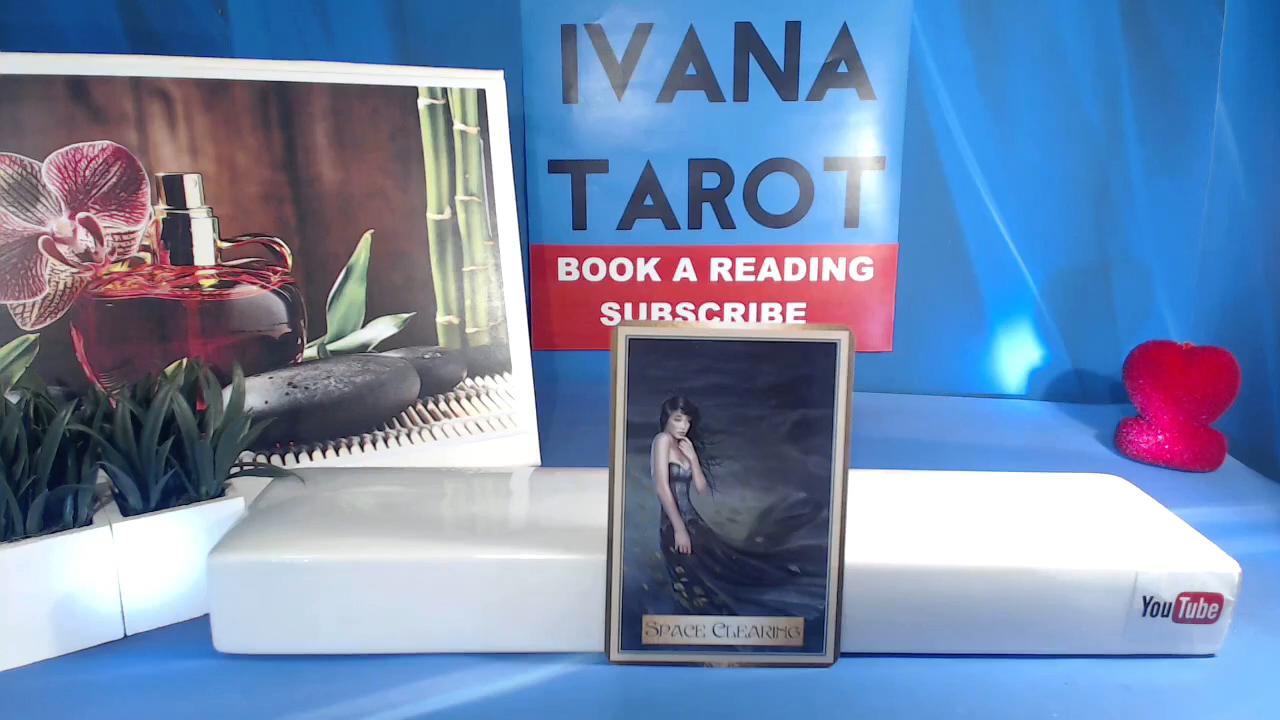 IVANA
TAROT
BOOK A READING
SUBSCRIBE
SPACE CLEARING
YouTube